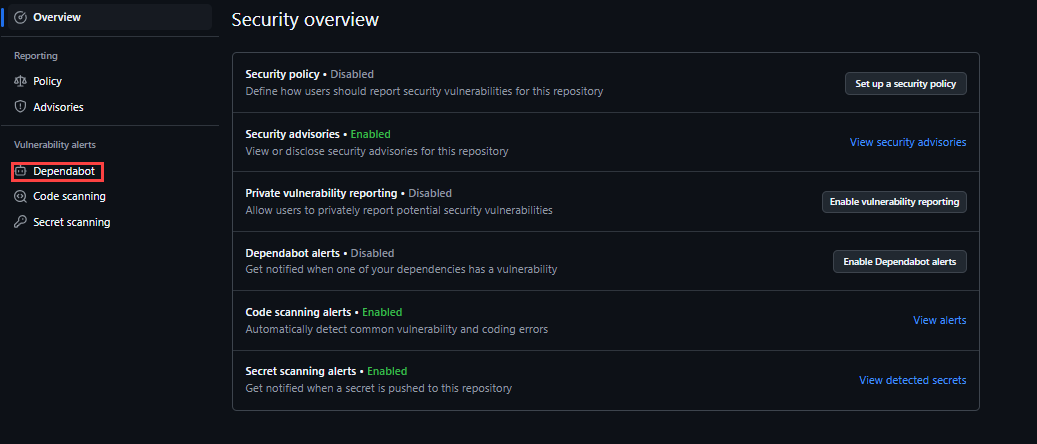 Overview
Reporting
Policy
Advisories
Vulnerability alerts
Dependabot
Code scanning
Secret scanning
Security overview
Security policy • Disabled
Define how users should report security vulnerabilities for this repository
Set up a security policy
Security advisories • Enabled
View or disclose security advisories for this repository
View security advisories
Private vulnerability reporting • Disabled
Allow users to privately report potential security vulnerabilities
Enable vulnerability reporting
Dependabot alerts • Disabled
Get notified when one of your dependencies has a vulnerability
Enable Dependabot alerts
Code scanning alerts • Enabled
Automatically detect common vulnerability and coding errors
View alerts
Secret scanning alerts • Enabled
Get notified when a secret is pushed to this repository
View detected secrets